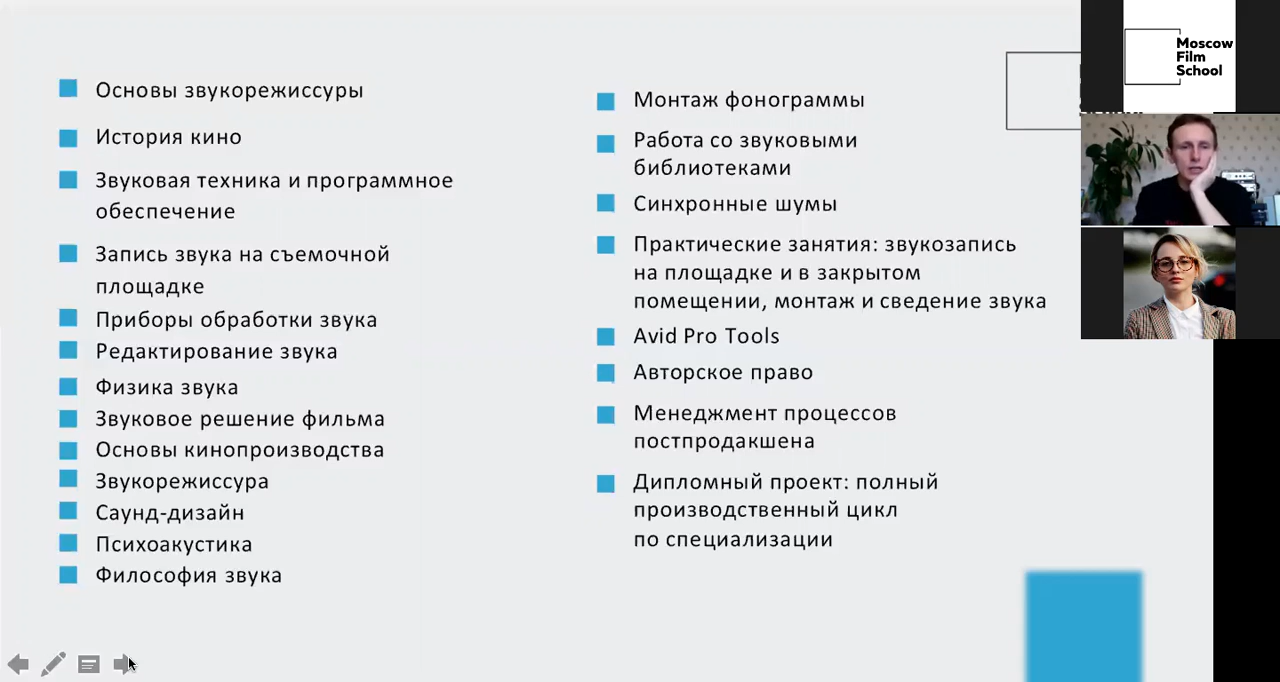 Основы звукорежиссуры
История кино
Звуковая техника и программное
обеспечение
Запись звука на съемочной
площадке
Приборы обработки звука
Редактирование звука
Физика звука
Звуковое решение фильма
Основы кинопроизводства
Звукорежиссура
Саунд-дизайн
Психоакустика
Философия звука
Монтаж фонограммы
Работа со звуковыми
библиотеками
Синхронные шумы
Практические занятия: звукозапись
на площадке и в закрытом
помещении, монтаж и сведение звука
Avid Pro Tools
Авторское право
Менеджмент процессов
постпродакшена
Дипломный проект: полный
производственный цикл
по специализации
Moscow
Film
School